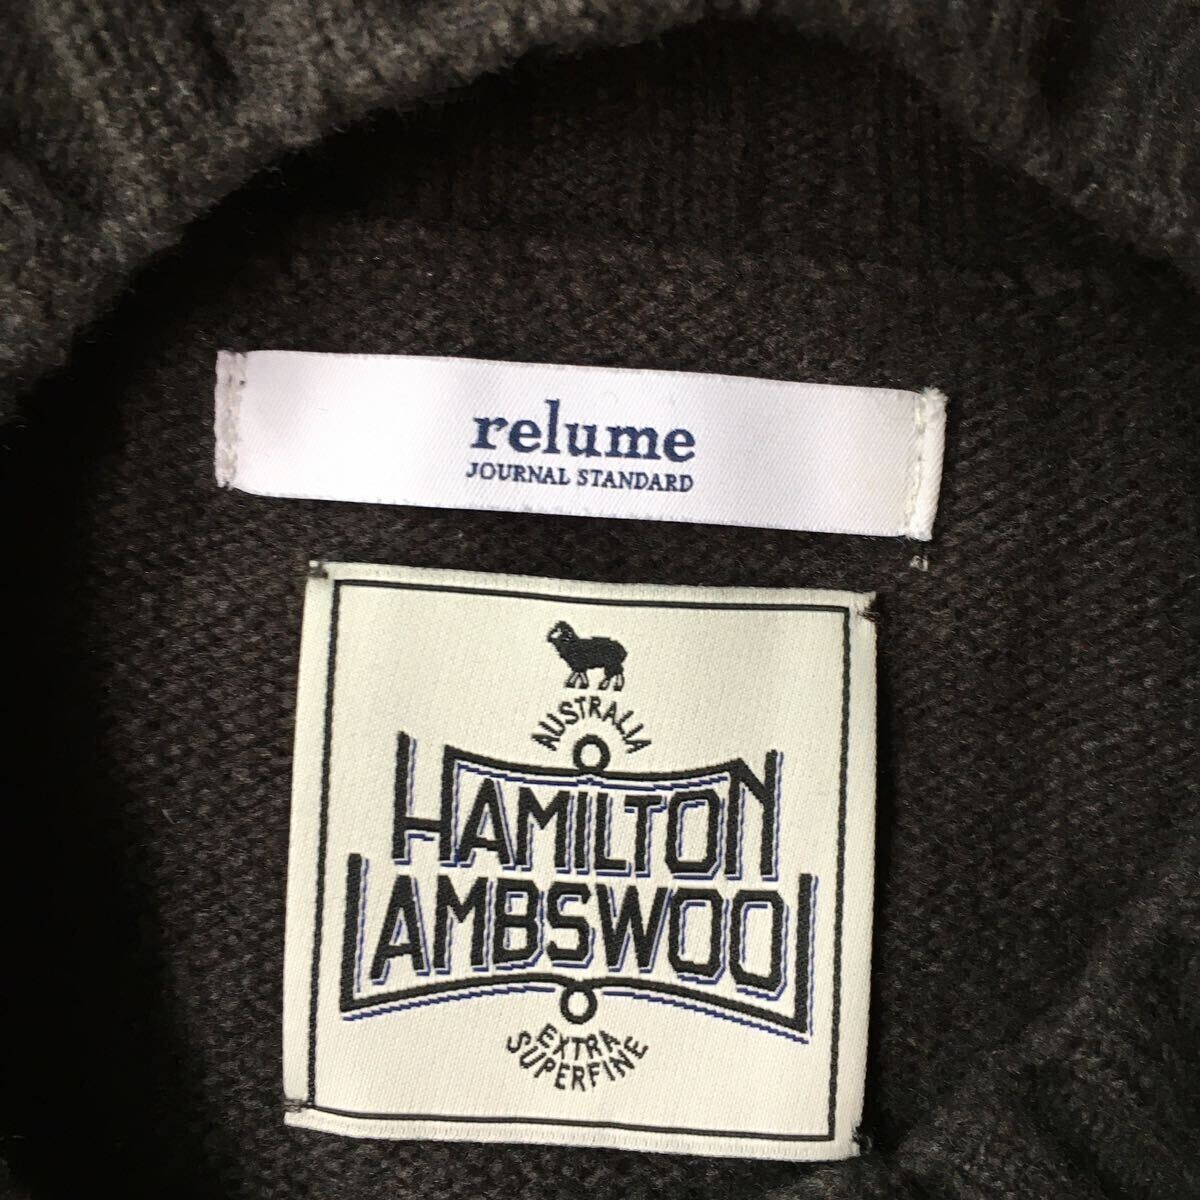 relume
JOURNAL STANDARD
AUSTRALIA
HAMILTON
LAMBSWOOL
EXTRA
SUPERFINE